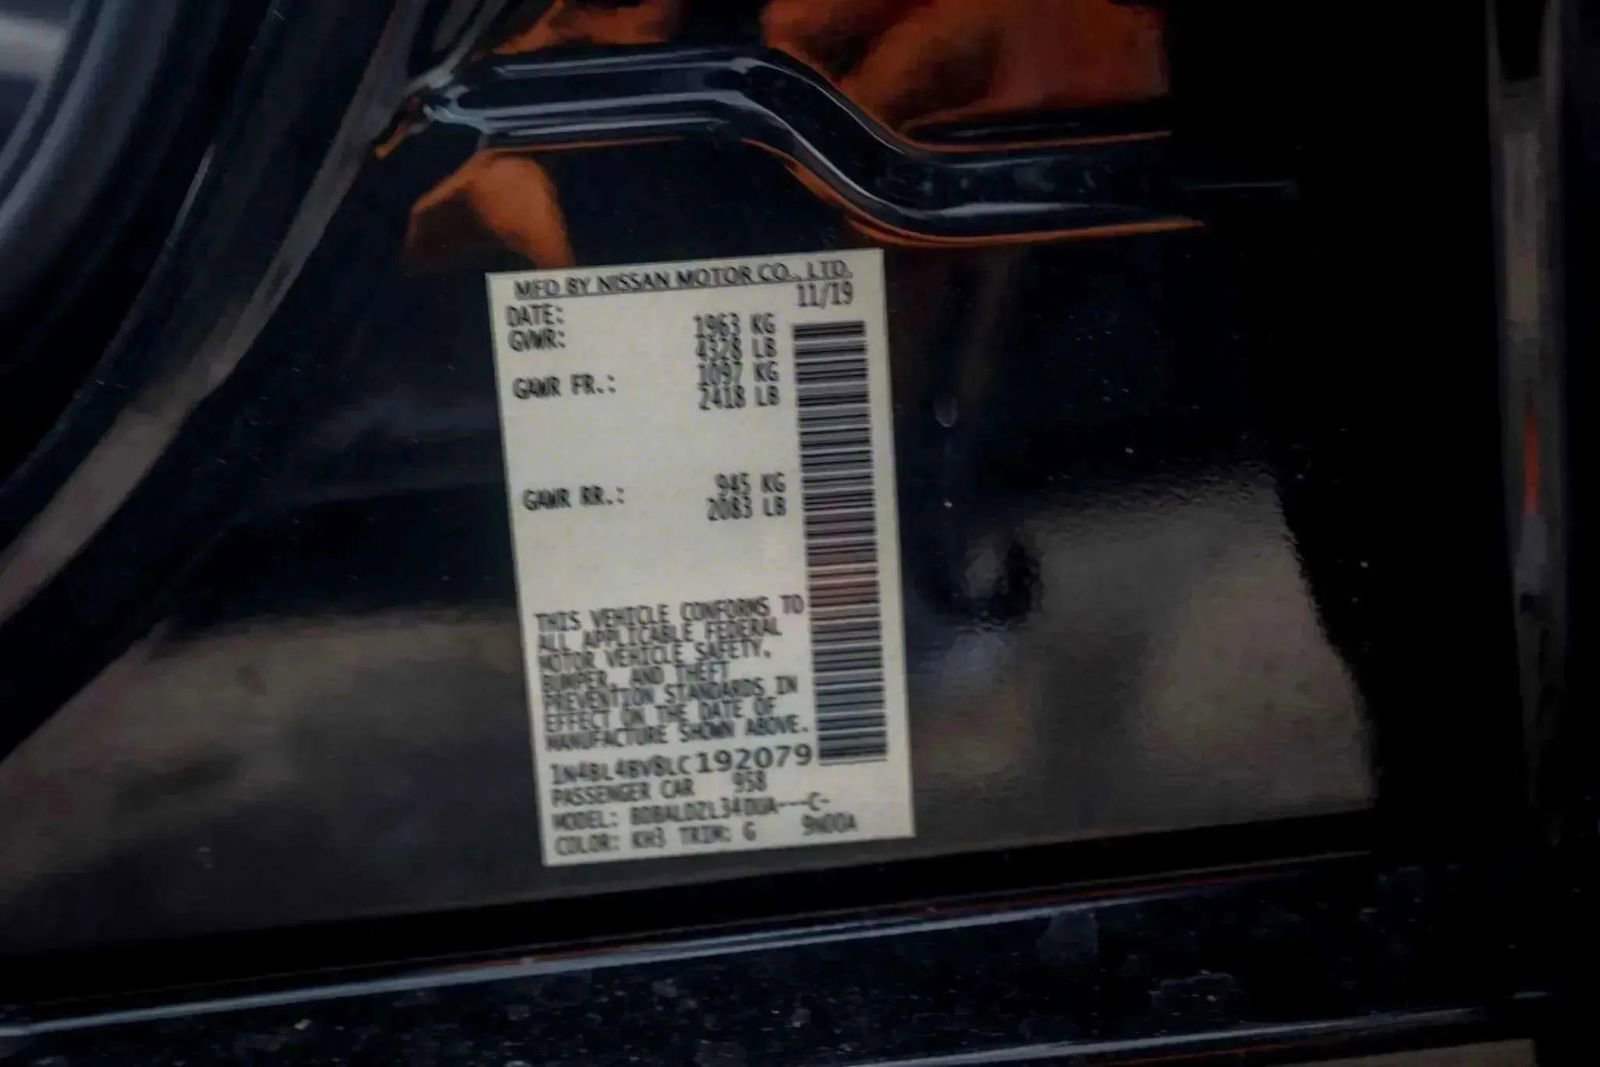 MFD BY NISSAN MOTOR CO., LTD.
DATE: 11/19
GVWR: 1963 KG
4328 LB
GAWR FR.: 1097 KG
2418 LB
GAWR RR.: 945 KG
2083 LB
THIS VEHICLE CONFORMS TO
ALL APPLICABLE FEDERAL
MOTOR VEHICLE SAFETY,
BUMPER, AND THEFT
PREVENTION STANDARDS IN
EFFECT ON THE DATE OF
MANUFACTURE SHOWN ABOVE.
1N4BL4BV8LC192079
PASSENGER CAR 958
MODEL: BDBALDZL34DUA---C-
COLOR: KH3 TRIM: G 9N00A